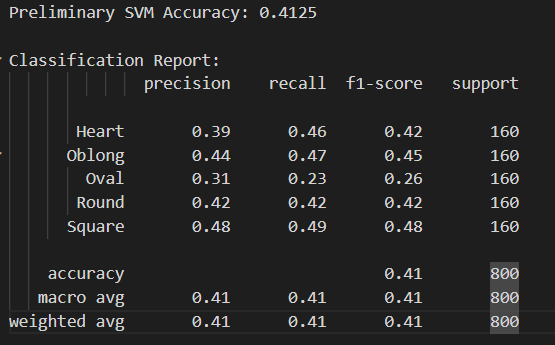 Preliminary SVM Accuracy: 0.4125
Classification Report:
precision recall f1-score support
Heart 0.39 0.46 0.42 160
Oblong 0.44 0.47 0.45 160
Oval 0.31 0.23 0.26 160
Round 0.42 0.42 0.42 160
Square 0.48 0.49 0.48 160
accuracy 0.41 800
macro avg 0.41 0.41 0.41 800
weighted avg 0.41 0.41 0.41 800